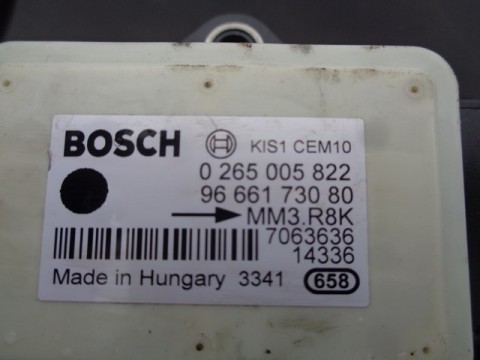 BOSCH KIS1 CEM10
0 265 005 822
96 661 730 80
MM3.R8K
7063636
14336
Made in Hungary 3341 658